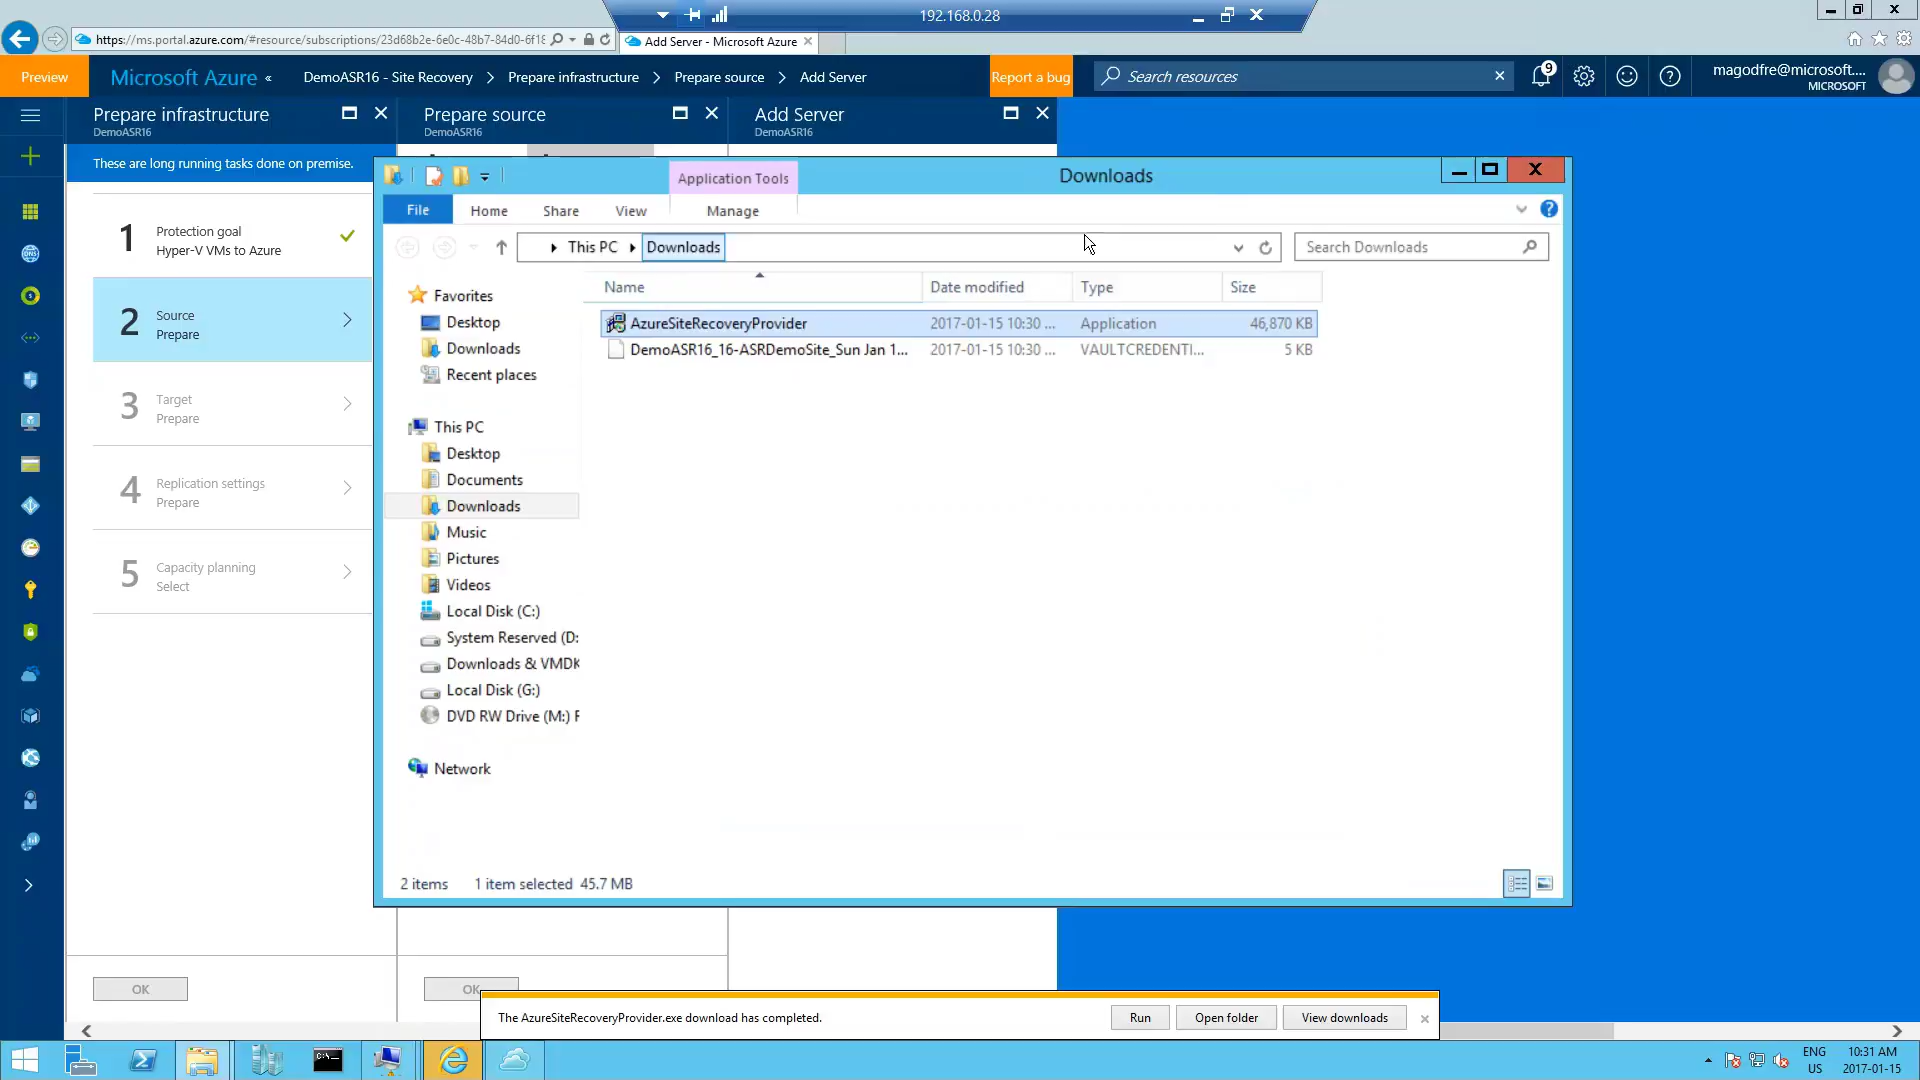 192.168.0.28
https://ms.portal.azure.com/#resource/subscriptions/23d68b2e-6e0c-48b7-84d0-6f18
Add Server - Microsoft Azure
Preview
Microsoft Azure «
DemoASR16 - Site Recovery > Prepare infrastructure > Prepare source > Add Server
Report a bug
Search resources
9
magodfre@microsoft....
MICROSOFT
Prepare infrastructure
DemoASR16
Prepare source
DemoASR16
Add Server
DemoASR16
These are long running tasks done on premise.
1
Protection goal
Hyper-V VMs to Azure
2
Source
Prepare
3
Target
Prepare
4
Replication settings
Prepare
5
Capacity planning
Select
OK
OK
Application Tools
Downloads
File
Home
Share
View
Manage
This PC
Downloads
Search Downloads
Favorites
Desktop
Downloads
Recent places
This PC
Desktop
Documents
Downloads
Music
Pictures
Videos
Local Disk (C:)
System Reserved (D:
Downloads & VMDK
Local Disk (G:)
DVD RW Drive (M:) F
Network
Name Date modified Type Size
AzureSiteRecoveryProvider 2017-01-15 10:30 ... Application 46,870 KB
DemoASR16_16-ASRDemoSite_Sun Jan 1... 2017-01-15 10:30 ... VAULTCREDENTI... 5 KB
2 items 1 item selected 45.7 MB
The AzureSiteRecoveryProvider.exe download has completed.
Run
Open folder
View downloads
ENG
US
10:31 AM
2017-01-15